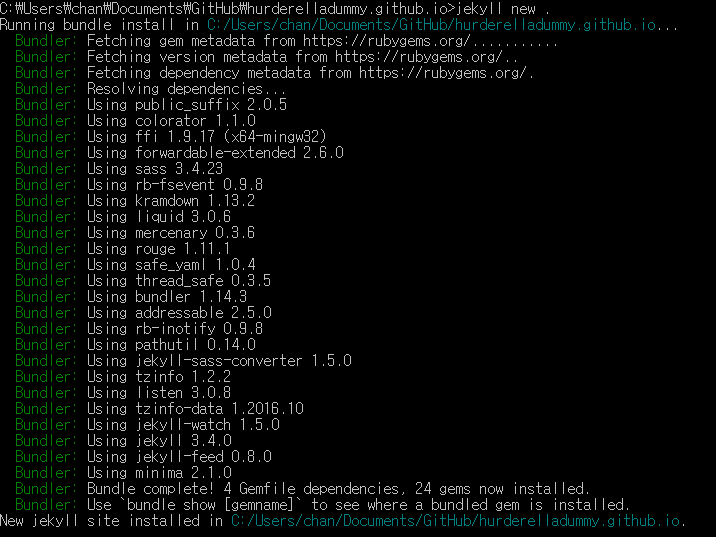 C:₩Users₩chan₩Documents₩GitHub₩hurderelladummy.github.io>jekyll new .
Running bundle install in C:/Users/chan/Documents/GitHub/hurderelladummy.github.io...
Bundler: Fetching gem metadata from https://rubygems.org/...........
Bundler: Fetching version metadata from https://rubygems.org/..
Bundler: Fetching dependency metadata from https://rubygems.org/.
Bundler: Resolving dependencies...
Bundler: Using public_suffix 2.0.5
Bundler: Using colorator 1.1.0
Bundler: Using ffi 1.9.17 (x64-mingw32)
Bundler: Using forwardable-extended 2.6.0
Bundler: Using sass 3.4.23
Bundler: Using rb-fsevent 0.9.8
Bundler: Using kramdown 1.13.2
Bundler: Using liquid 3.0.6
Bundler: Using mercenary 0.3.6
Bundler: Using rouge 1.11.1
Bundler: Using safe_yaml 1.0.4
Bundler: Using thread_safe 0.3.5
Bundler: Using bundler 1.14.3
Bundler: Using addressable 2.5.0
Bundler: Using rb-inotify 0.9.8
Bundler: Using pathutil 0.14.0
Bundler: Using jekyll-sass-converter 1.5.0
Bundler: Using tzinfo 1.2.2
Bundler: Using listen 3.0.8
Bundler: Using tzinfo-data 1.2016.10
Bundler: Using jekyll-watch 1.5.0
Bundler: Using jekyll 3.4.0
Bundler: Using jekyll-feed 0.8.0
Bundler: Using minima 2.1.0
Bundler: Bundle complete! 4 Gemfile dependencies, 24 gems now installed.
Bundler: Use `bundle show [gemname]` to see where a bundled gem is installed.
New jekyll site installed in C:/Users/chan/Documents/GitHub/hurderelladummy.github.io.